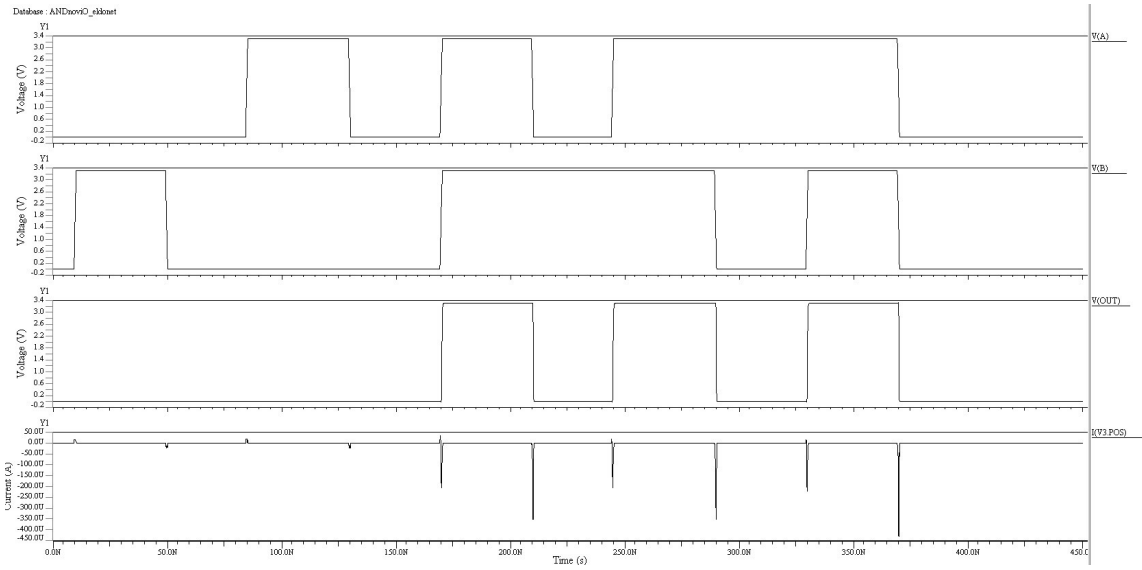 Database : ANDnoviO_eldonet
Y1
3.4
3.0
2.6
2.2
1.8
1.4
1.0
0.6
0.2
-0.2
Voltage (V)
V(A)
Y1
3.4
3.0
2.6
2.2
1.8
1.4
1.0
0.6
0.2
-0.2
Voltage (V)
V(B)
Y1
3.4
3.0
2.6
2.2
1.8
1.4
1.0
0.6
0.2
-0.2
Voltage (V)
V(OUT)
Y1
50.0U
0.0U
-50.0U
-100.0U
-150.0U
-200.0U
-250.0U
-300.0U
-350.0U
-400.0U
-450.0U
Current (A)
I(V3.POS)
0.0N 50.0N 100.0N 150.0N 200.0N 250.0N 300.0N 350.0N 400.0N 450.0
Time (s)